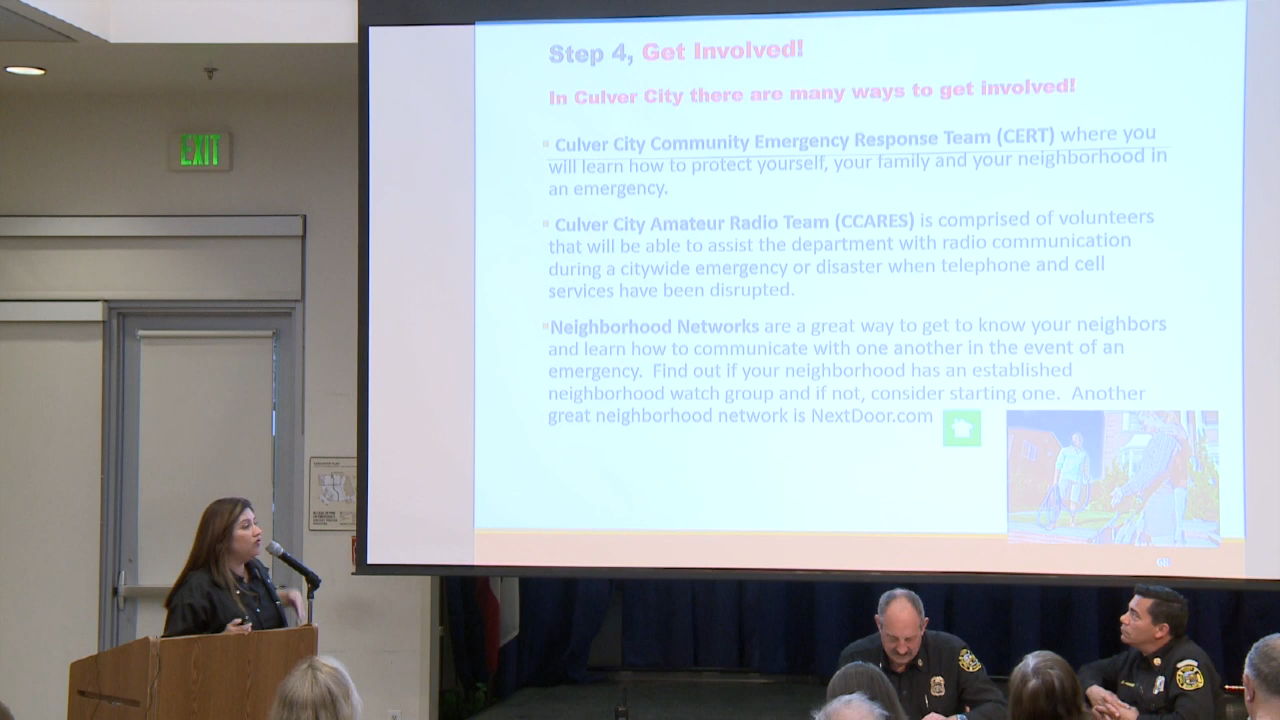 Step 4, Get Involved!
In Culver City there are many ways to get involved!
EXIT
Culver City Community Emergency Response Team (CERT) where you
will learn how to protect yourself, your family and your neighborhood in
an emergency.
Culver City Amateur Radio Team (CCARES) is comprised of volunteers
that will be able to assist the department with radio communication
during a citywide emergency or disaster when telephone and cell
services have been disrupted.
Neighborhood Networks are a great way to get to know your neighbors
and learn how to communicate with one another in the event of an
emergency. Find out if your neighborhood has an established
neighborhood watch group and if not, consider starting one. Another
great neighborhood network is NextDoor.com
66